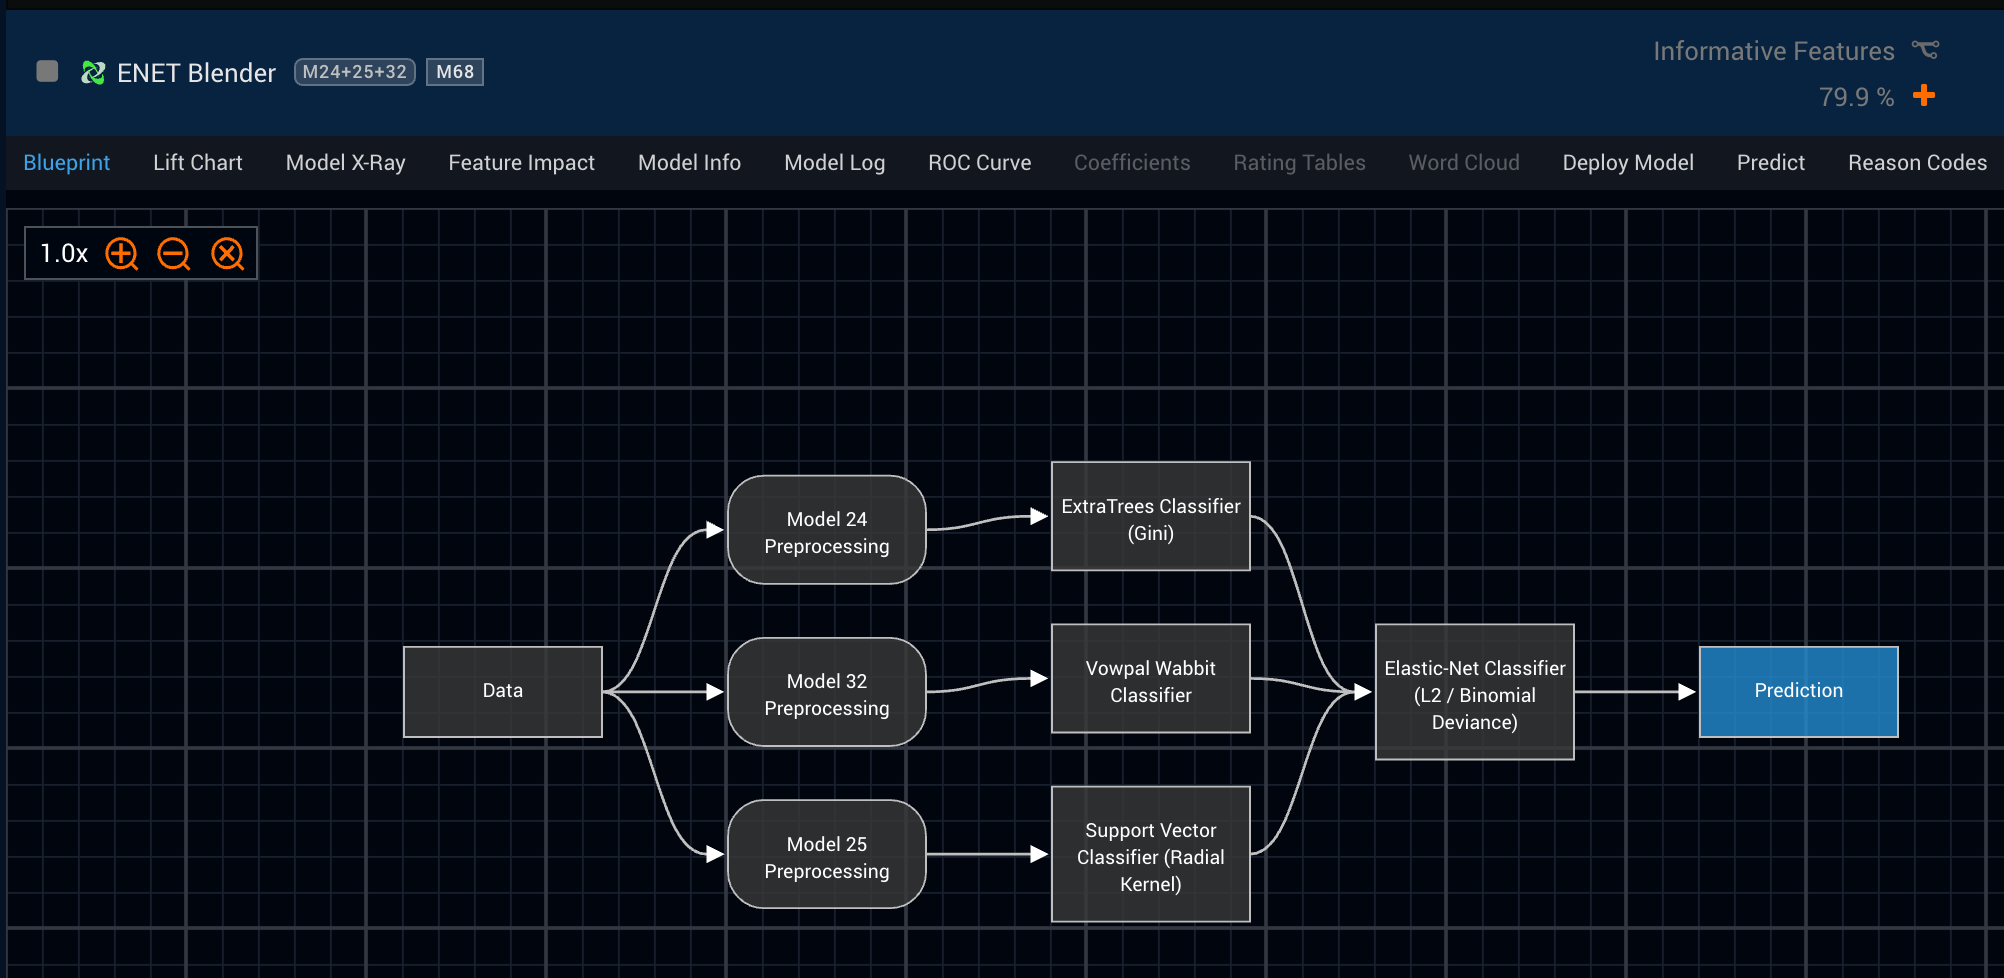 ENET Blender M24+25+32 M68
Informative Features
79.9 %
Blueprint Lift Chart Model X-Ray Feature Impact Model Info Model Log ROC Curve Coefficients Rating Tables Word Cloud Deploy Model Predict Reason Codes
1.0x
Data
Model 24
Preprocessing
ExtraTrees Classifier
(Gini)
Model 32
Preprocessing
Vowpal Wabbit
Classifier
Model 25
Preprocessing
Support Vector
Classifier (Radial
Kernel)
Elastic-Net Classifier
(L2 / Binomial
Deviance)
Prediction